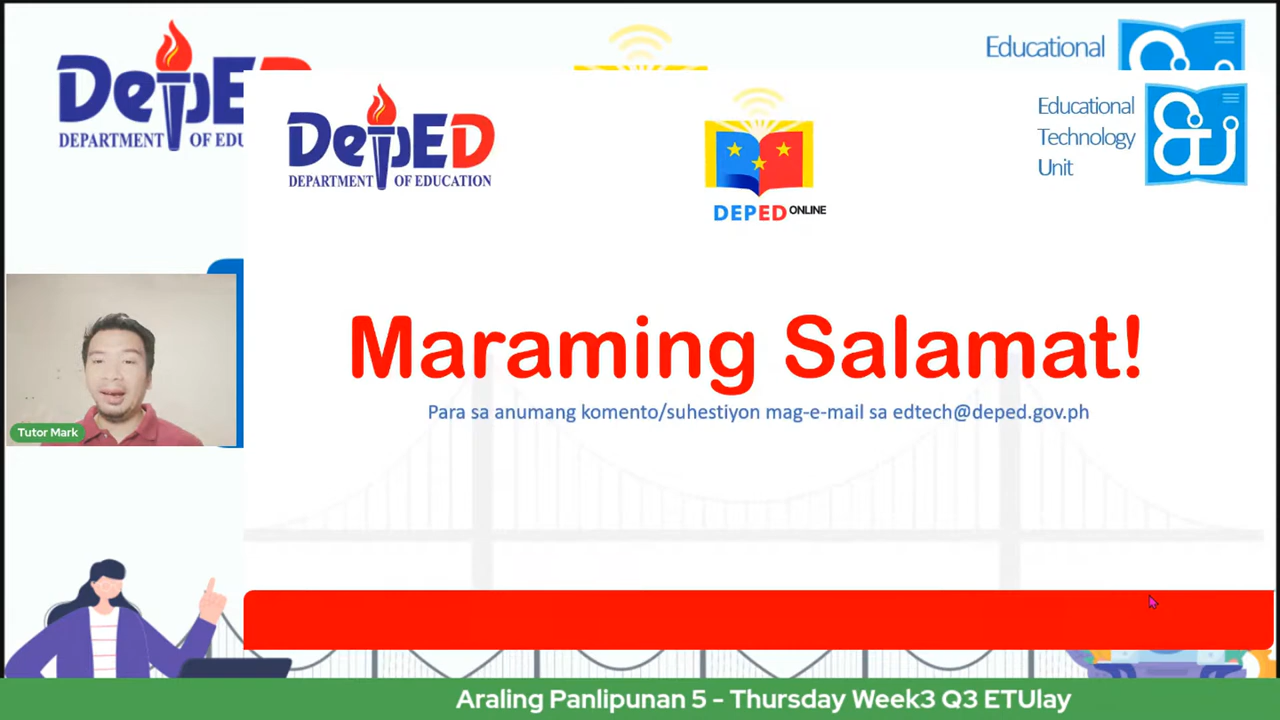 DepED
DEPARTMENT OF EDU
Educational
DepED
DEPARTMENT OF EDUCATION
DEPED ONLINE
Educational
Technology
Unit
Maraming Salamat!
Para sa anumang komento/suhestiyon mag-e-mail sa edtech@deped.gov.ph
Tutor Mark
Araling Panlipunan 5 - Thursday Week3 Q3 ETUlay